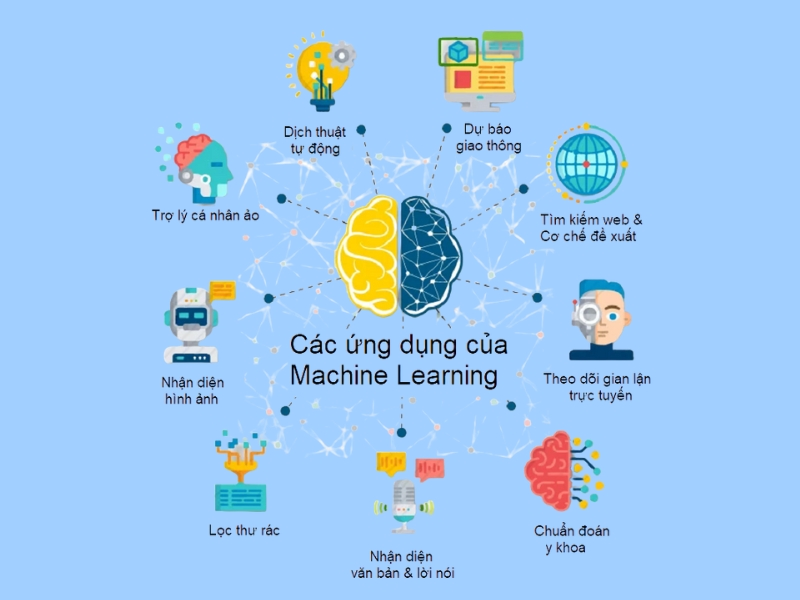 Dịch thuật
tự động
Dự báo
giao thông
Trợ lý cá nhân ảo
Tìm kiếm web &
Cơ chế đề xuất
Các ứng dụng của
Machine Learning
Nhận diện
hình ảnh
Theo dõi gian lận
trực tuyến
Lọc thư rác
Chuẩn đoán
y khoa
Nhận diện
văn bản & lời nói